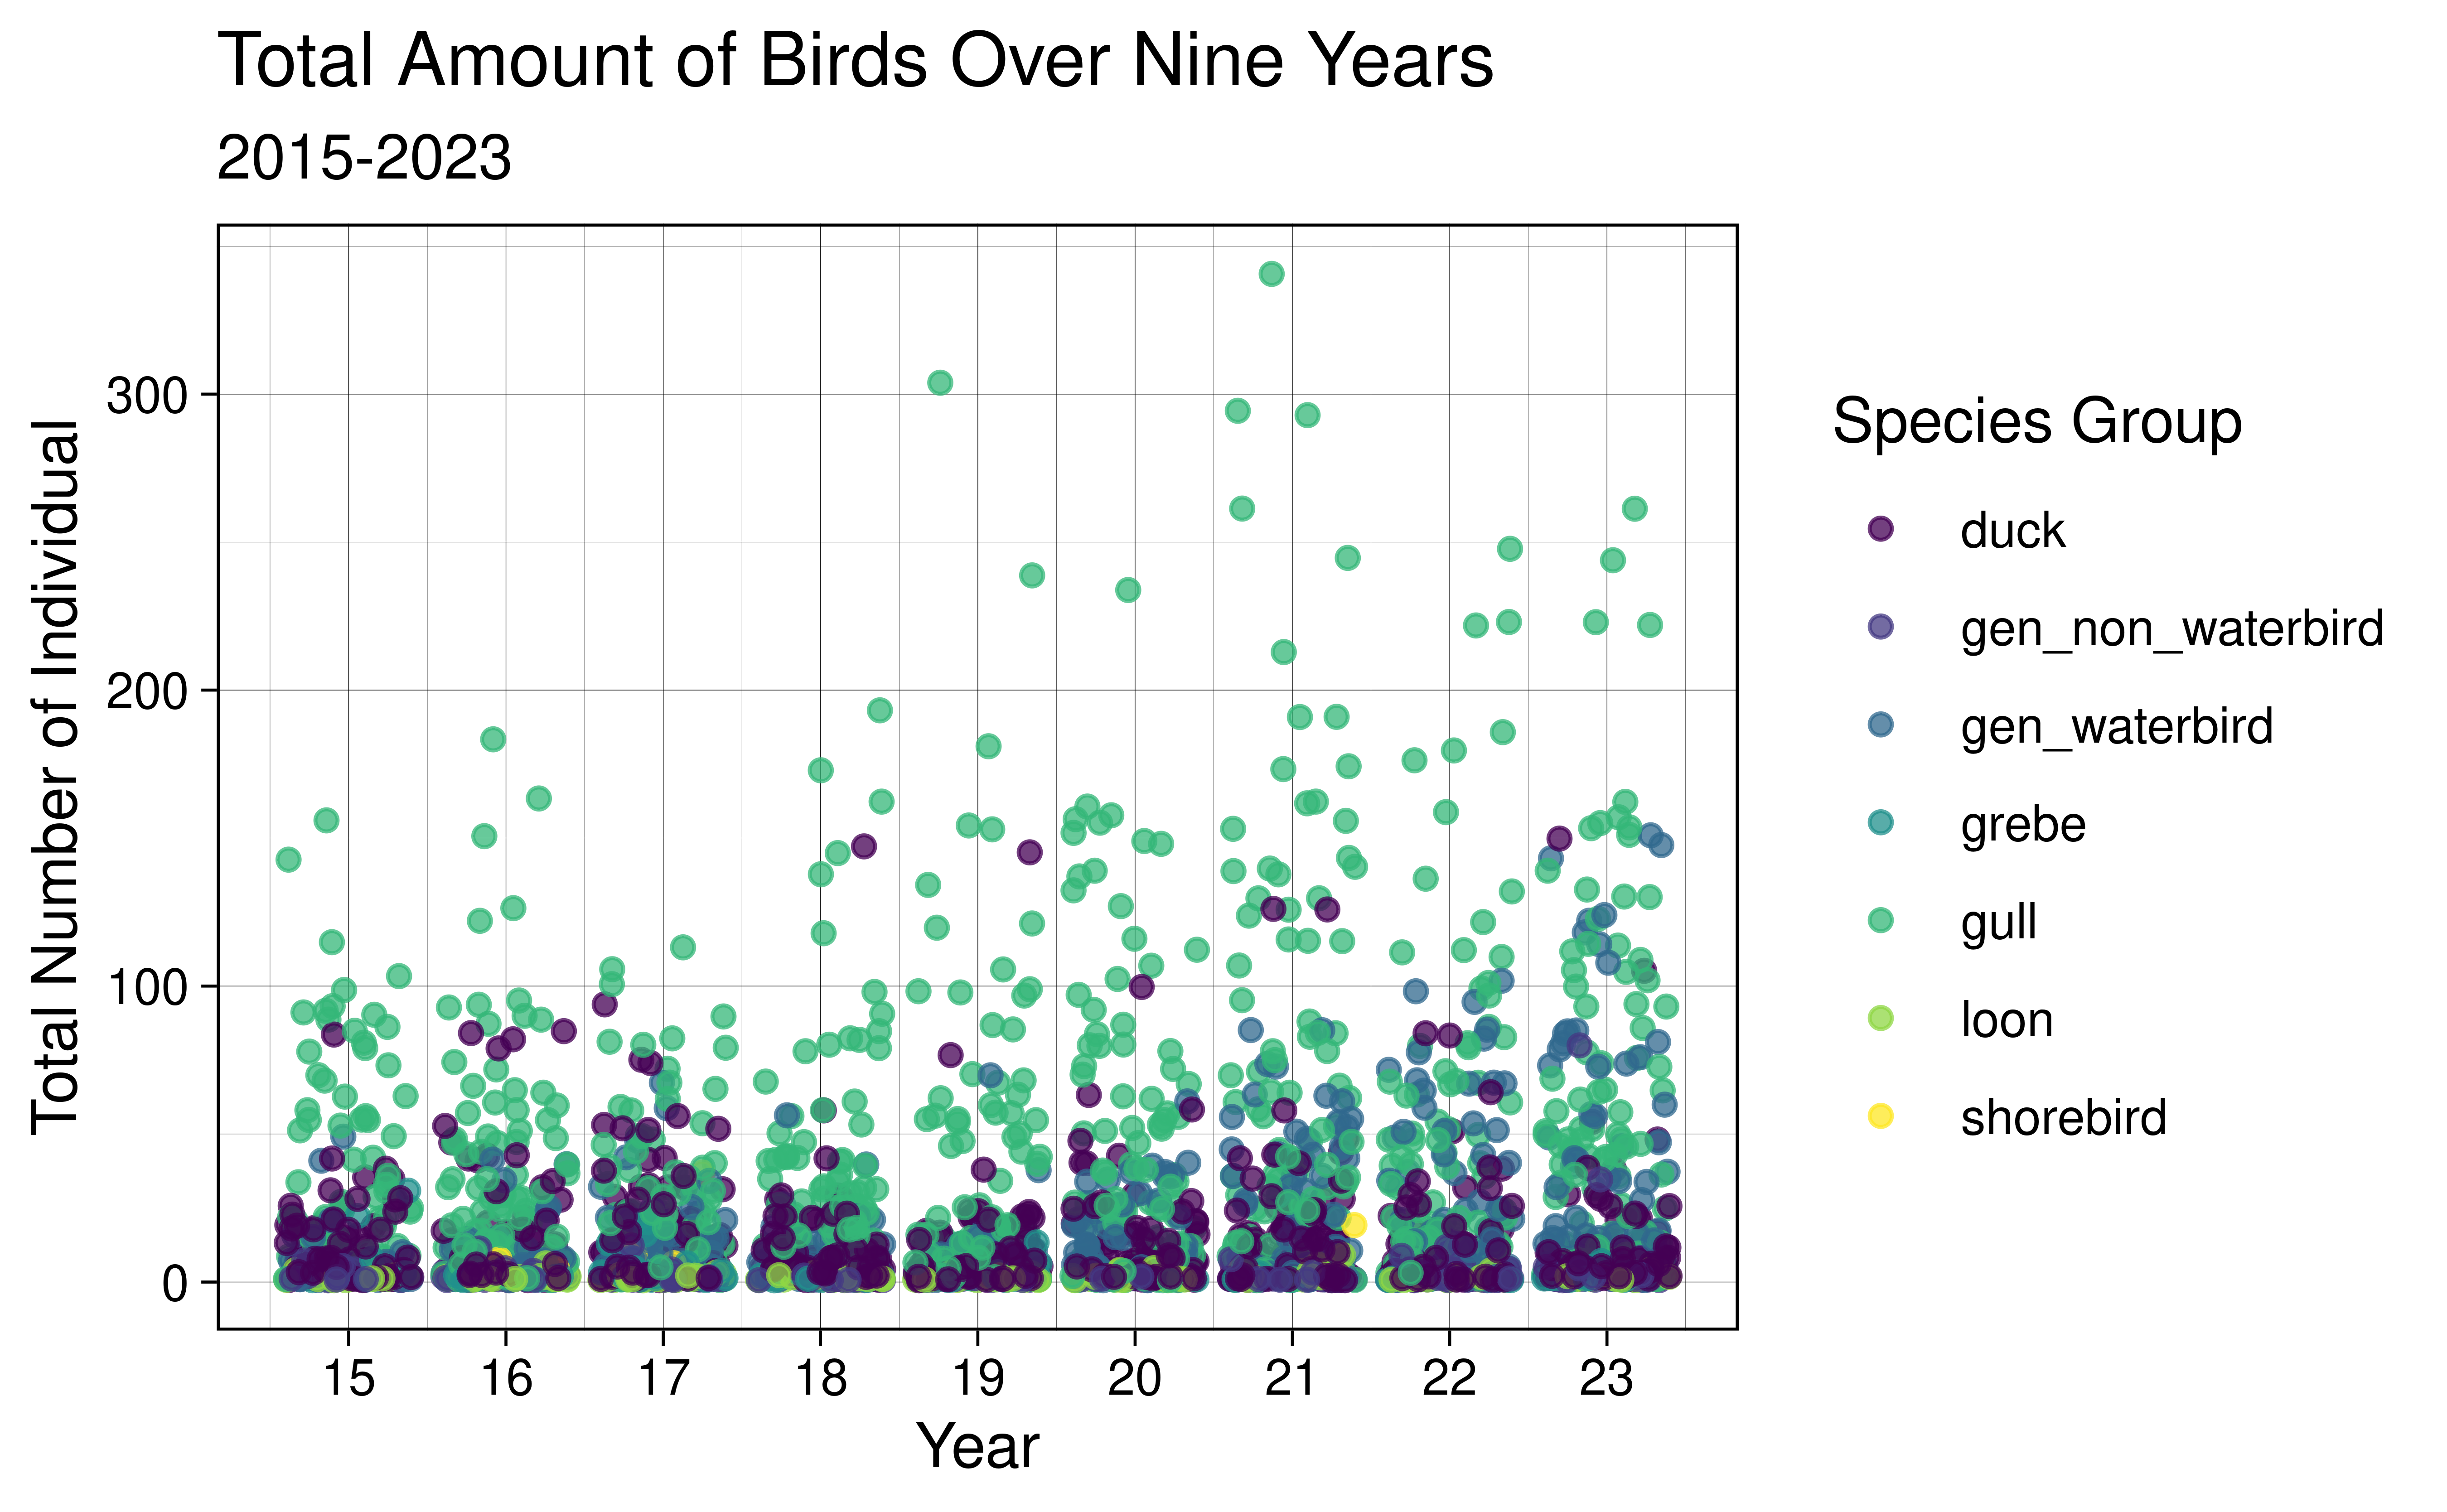 Total Amount of Birds Over Nine Years
2015-2023
Total Number of Individual
300
200
100
0
15 16 17 18 19 20 21 22 23
Year
Species Group
duck
gen_non_waterbird
gen_waterbird
grebe
gull
loon
shorebird